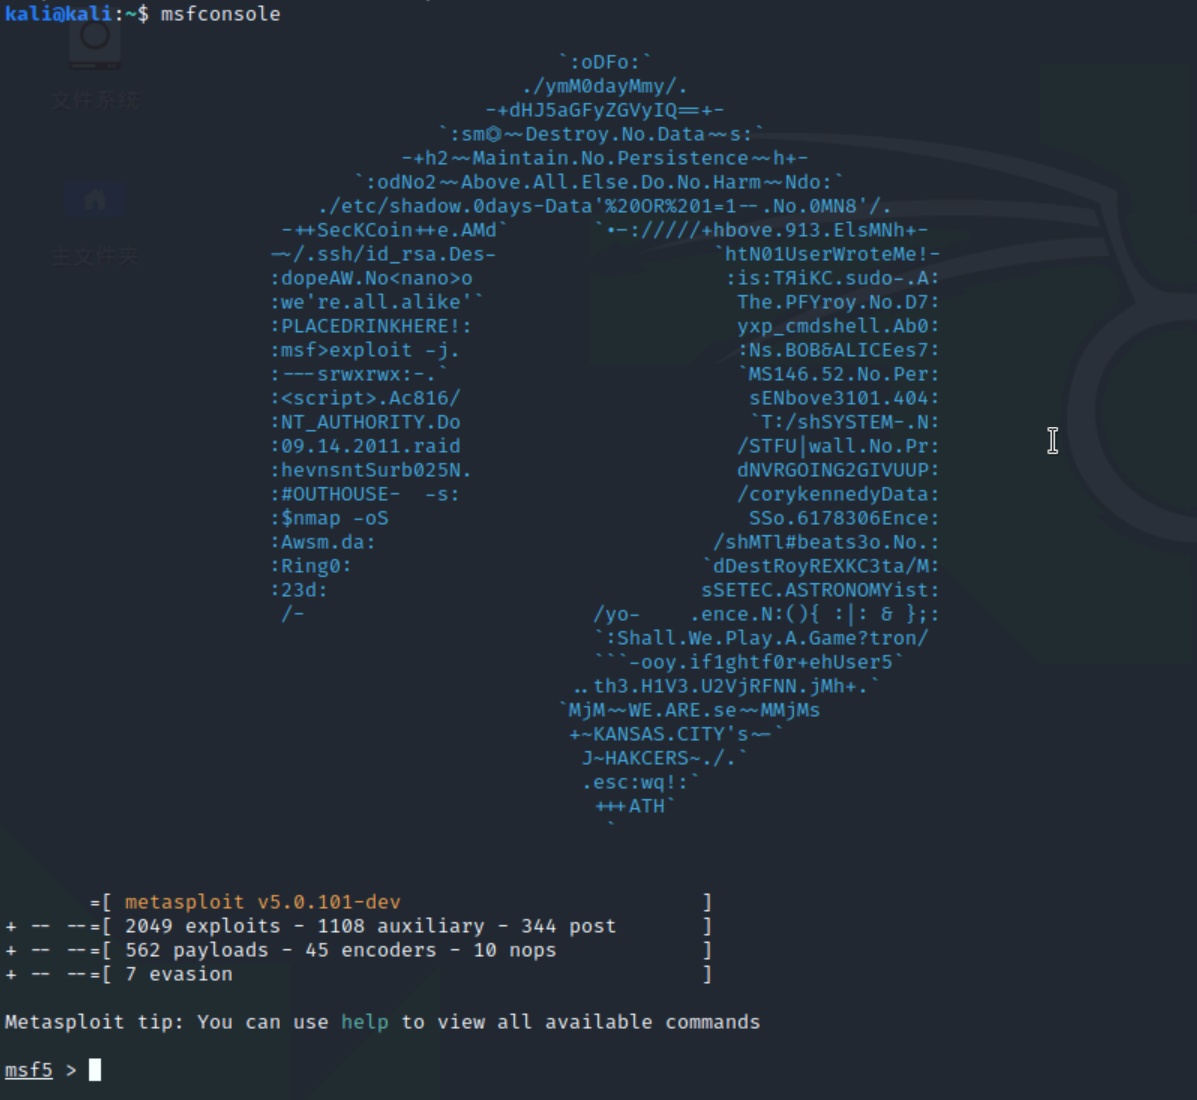 kali@kali:~$ msfconsole
`:oDFo:`
./ymM0dayMmy/.
-+dHJ5aGFyZGVyIQ==+-
`:sm⏣~~Destroy.No.Data~~s:`
文件系統
-+h2~~Maintain.No.Persistence~~h+-
`:odNo2~~Above.All.Else.Do.No.Harm~~Ndo:`
./etc/shadow.0days-Data'%20OR%201=1--.No.0MN8'/.
-++SecKCoin++e.AMd` `•-://///+hbove.913.ElsMNh+-
主文件夹
-~/.ssh/id_rsa.Des- `htN01UserWroteMe!-
:dopeAW.No<nano>o :is:TЯiKC.sudo-.A:
:we're.all.alike'` The.PFYroy.No.D7:
:PLACEDRINKHERE!: yxp_cmdshell.Ab0:
:msf>exploit -j. :Ns.BOB&ALICEes7:
:---srwxrwx:-.` `MS146.52.No.Per:
:<script>.Ac816/ sENbove3101.404:
:NT_AUTHORITY.Do `T:/shSYSTEM-.N:
:09.14.2011.raid /STFU|wall.No.Pr:
:hevnsntSurb025N. dNVRGOING2GIVUUP:
:#OUTHOUSE-  -s: /corykennedyData:
:$nmap -oS SSo.6178306Ence:
:Awsm.da: /shMTl#beats3o.No.:
:Ring0: `dDestRoyREXKC3ta/M:
:23d: sSETEC.ASTRONOMYist:
/- /yo-    .ence.N:(){ :|: & };:
`:Shall.We.Play.A.Game?tron/
```-ooy.if1ghtf0r+ehUser5`
..th3.H1V3.U2VjRFNN.jMh+.`
`MjM~~WE.ARE.se~~MMjMs
+~KANSAS.CITY's~-`
J~HAKCERS~./.`
.esc:wq!:`
+++ATH`
`
=[ metasploit v5.0.101-dev ]
+ -- --=[ 2049 exploits - 1108 auxiliary - 344 post ]
+ -- --=[ 562 payloads - 45 encoders - 10 nops ]
+ -- --=[ 7 evasion ]
Metasploit tip: You can use help to view all available commands
msf5 >